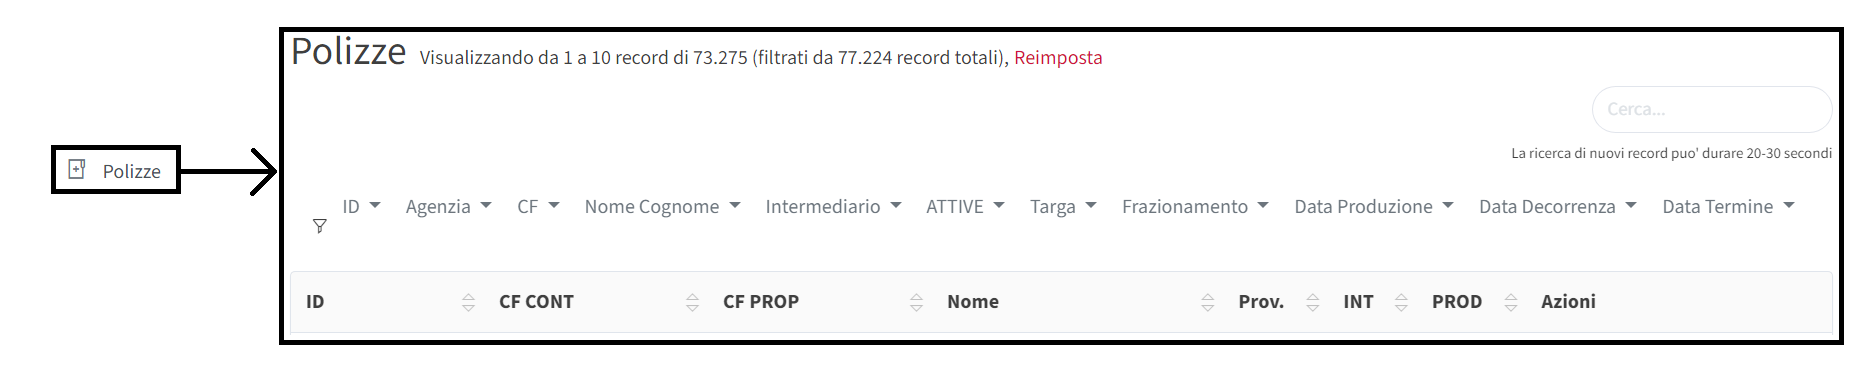 Polizze
Polizze Visualizzando da 1 a 10 record di 73.275 (filtrati da 77.224 record totali), Reimposta
Cerca...
La ricerca di nuovi record puo' durare 20-30 secondi
ID Agenzia CF Nome Cognome Intermediario ATTIVE Targa Frazionamento Data Produzione Data Decorrenza Data Termine
ID CF CONT CF PROP Nome Prov. INT PROD Azioni